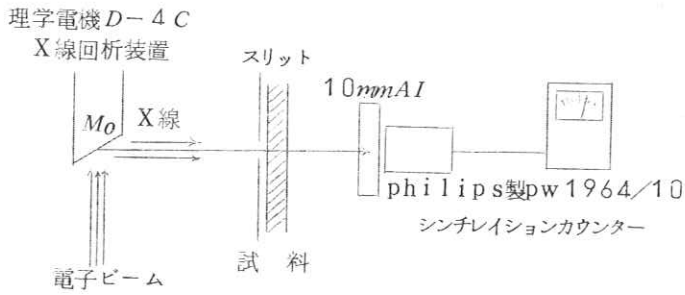 理学電機D-4C
X線回析装置
スリット
10mmAl
Mo
X線
philips製pw1964/10
シンチレイションカウンター
試料
電子ビーム